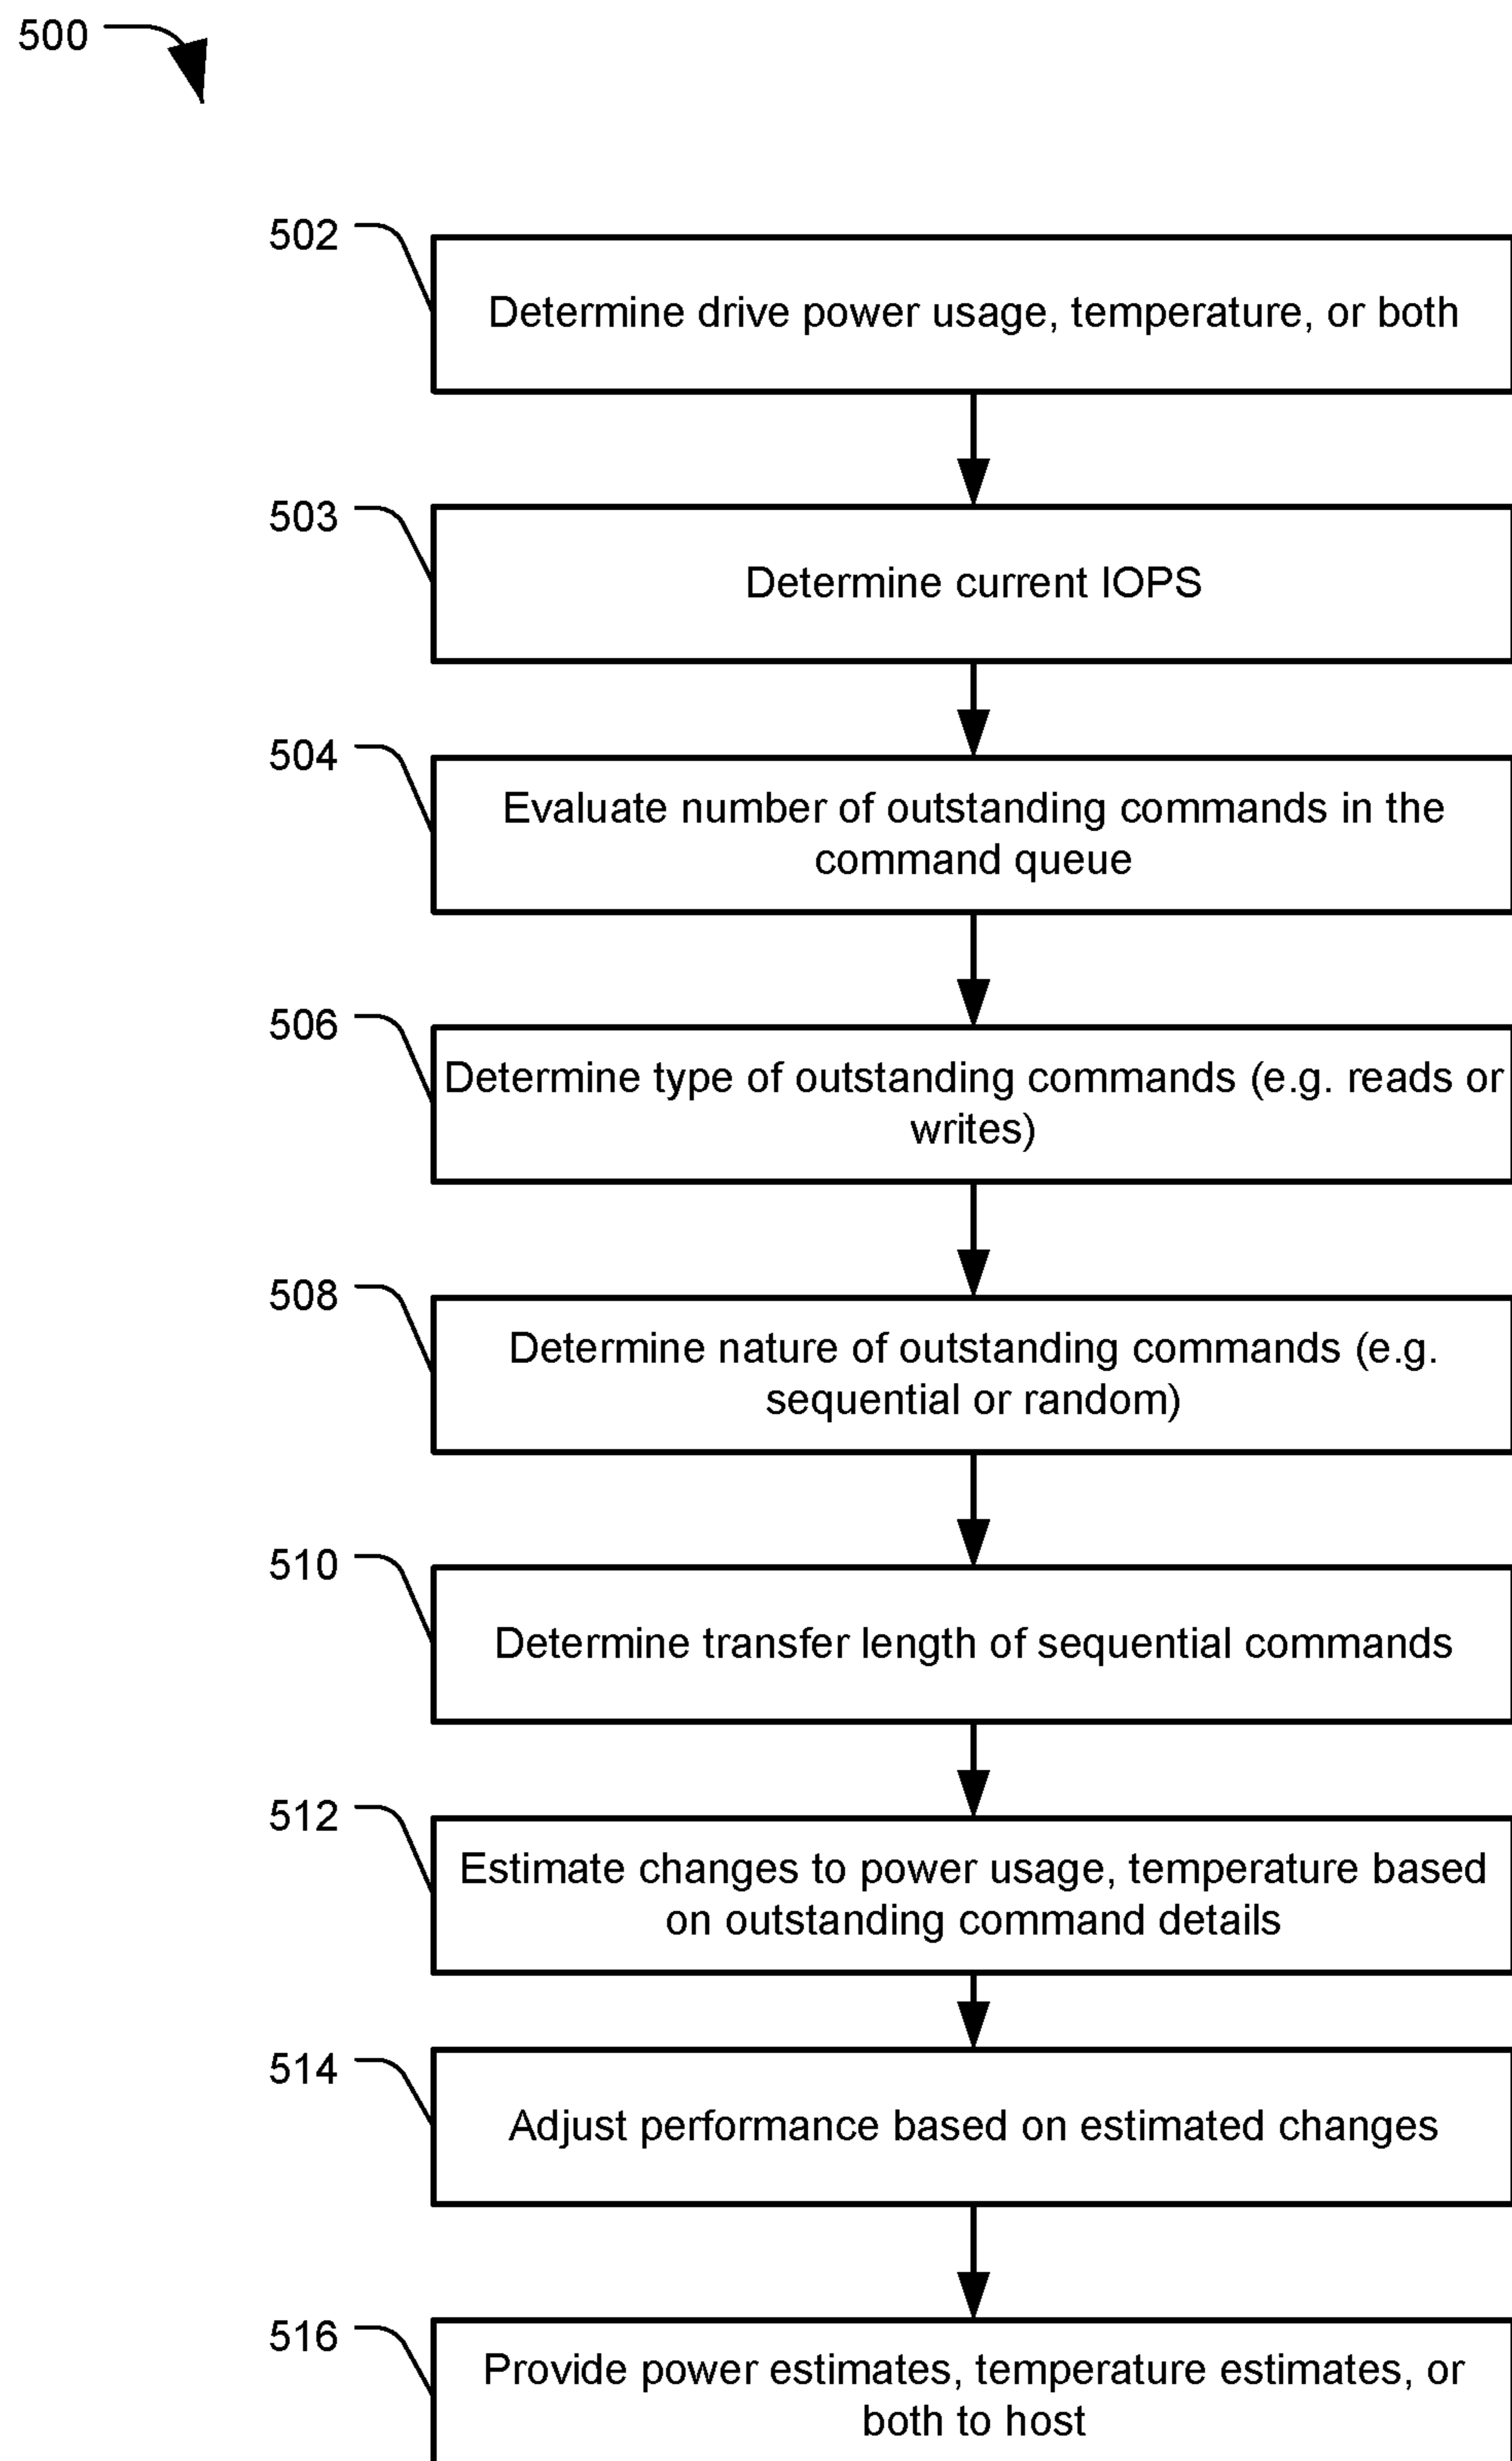 500
502
Determine drive power usage, temperature, or both
503
Determine current IOPS
504
Evaluate number of outstanding commands in the
command queue
506
Determine type of outstanding commands (e.g. reads or
writes)
508
Determine nature of outstanding commands (e.g.
sequential or random)
510
Determine transfer length of sequential commands
512
Estimate changes to power usage, temperature based
on outstanding command details
514
Adjust performance based on estimated changes
516
Provide power estimates, temperature estimates, or
both to host